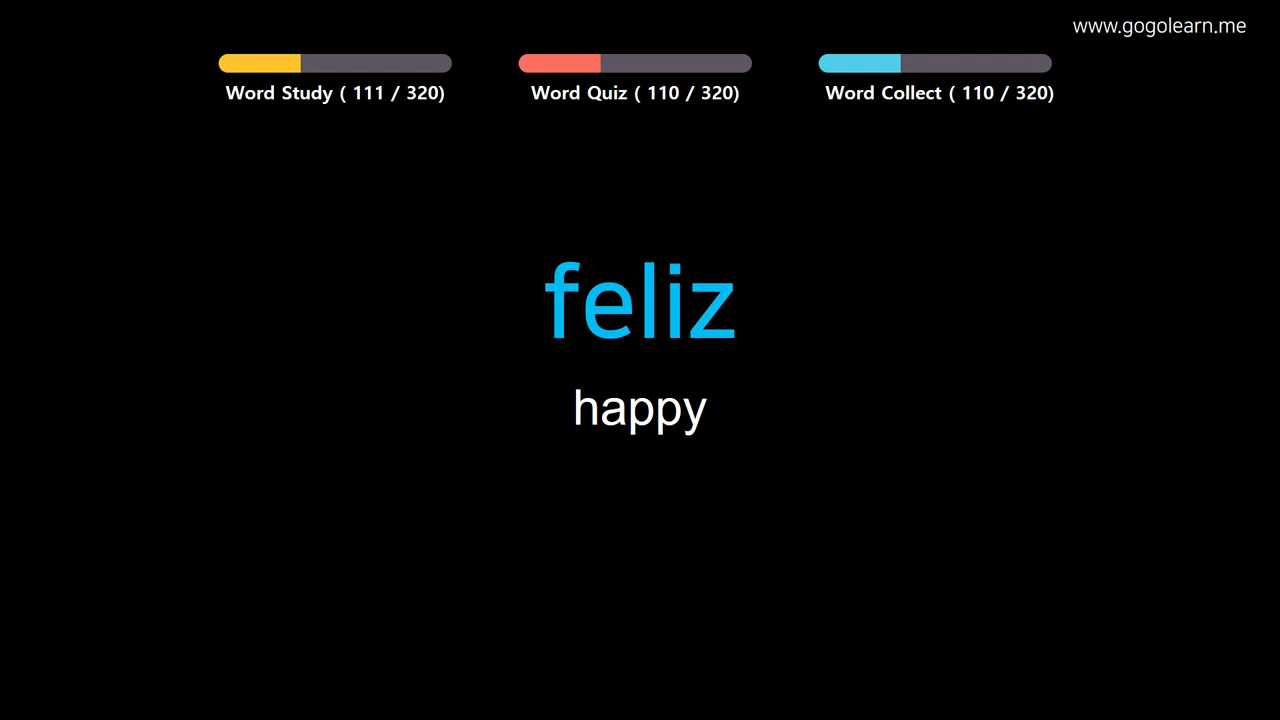 www.gogolearn.me
Word Study ( 111 / 320)
Word Quiz ( 110 / 320)
Word Collect ( 110 / 320)
feliz
happy